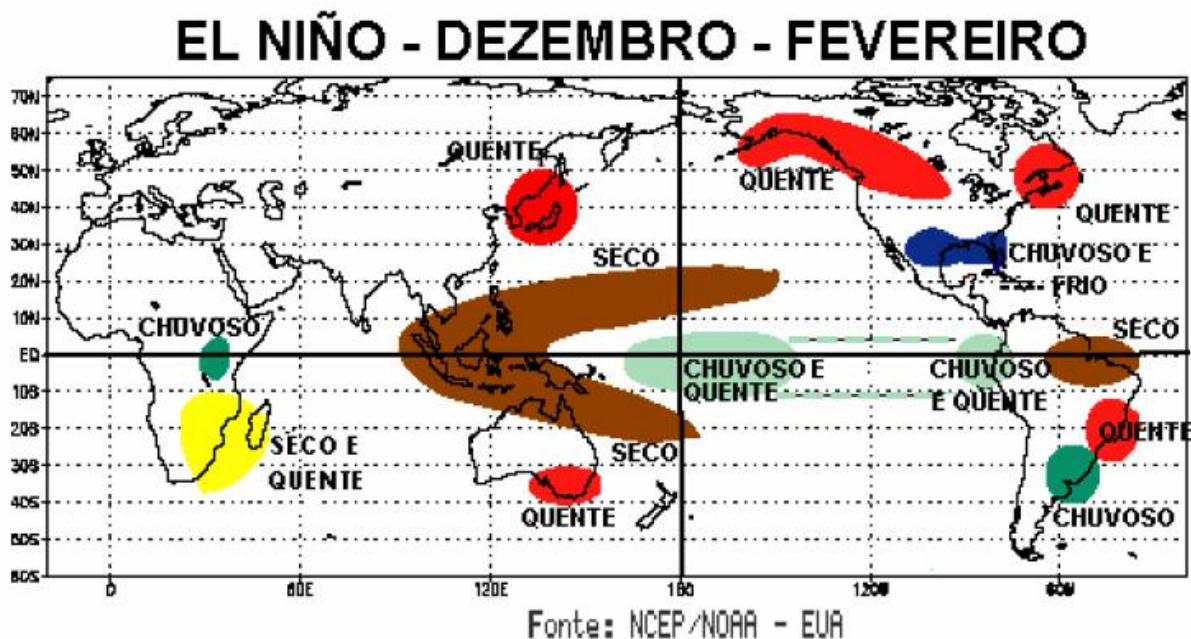 EL NIÑO - DEZEMBRO - FEVEREIRO
70N
60N
50N
40N
30N
20N
10N
EQ
10S
20S
30S
40S
50S
60S
QUENTE
QUENTE
QUENTE
SECO
CHUVOSO E
FRIO
CHUVOSO
SECO
CHUVOSO E
QUENTE
CHUVOSO
E QUENTE
QUENTE
SECO E
QUENTE
SECO
QUENTE
CHUVOSO
0
60E
120E
180
120W
60W
Fonte: NCEP/NOAA - EUA